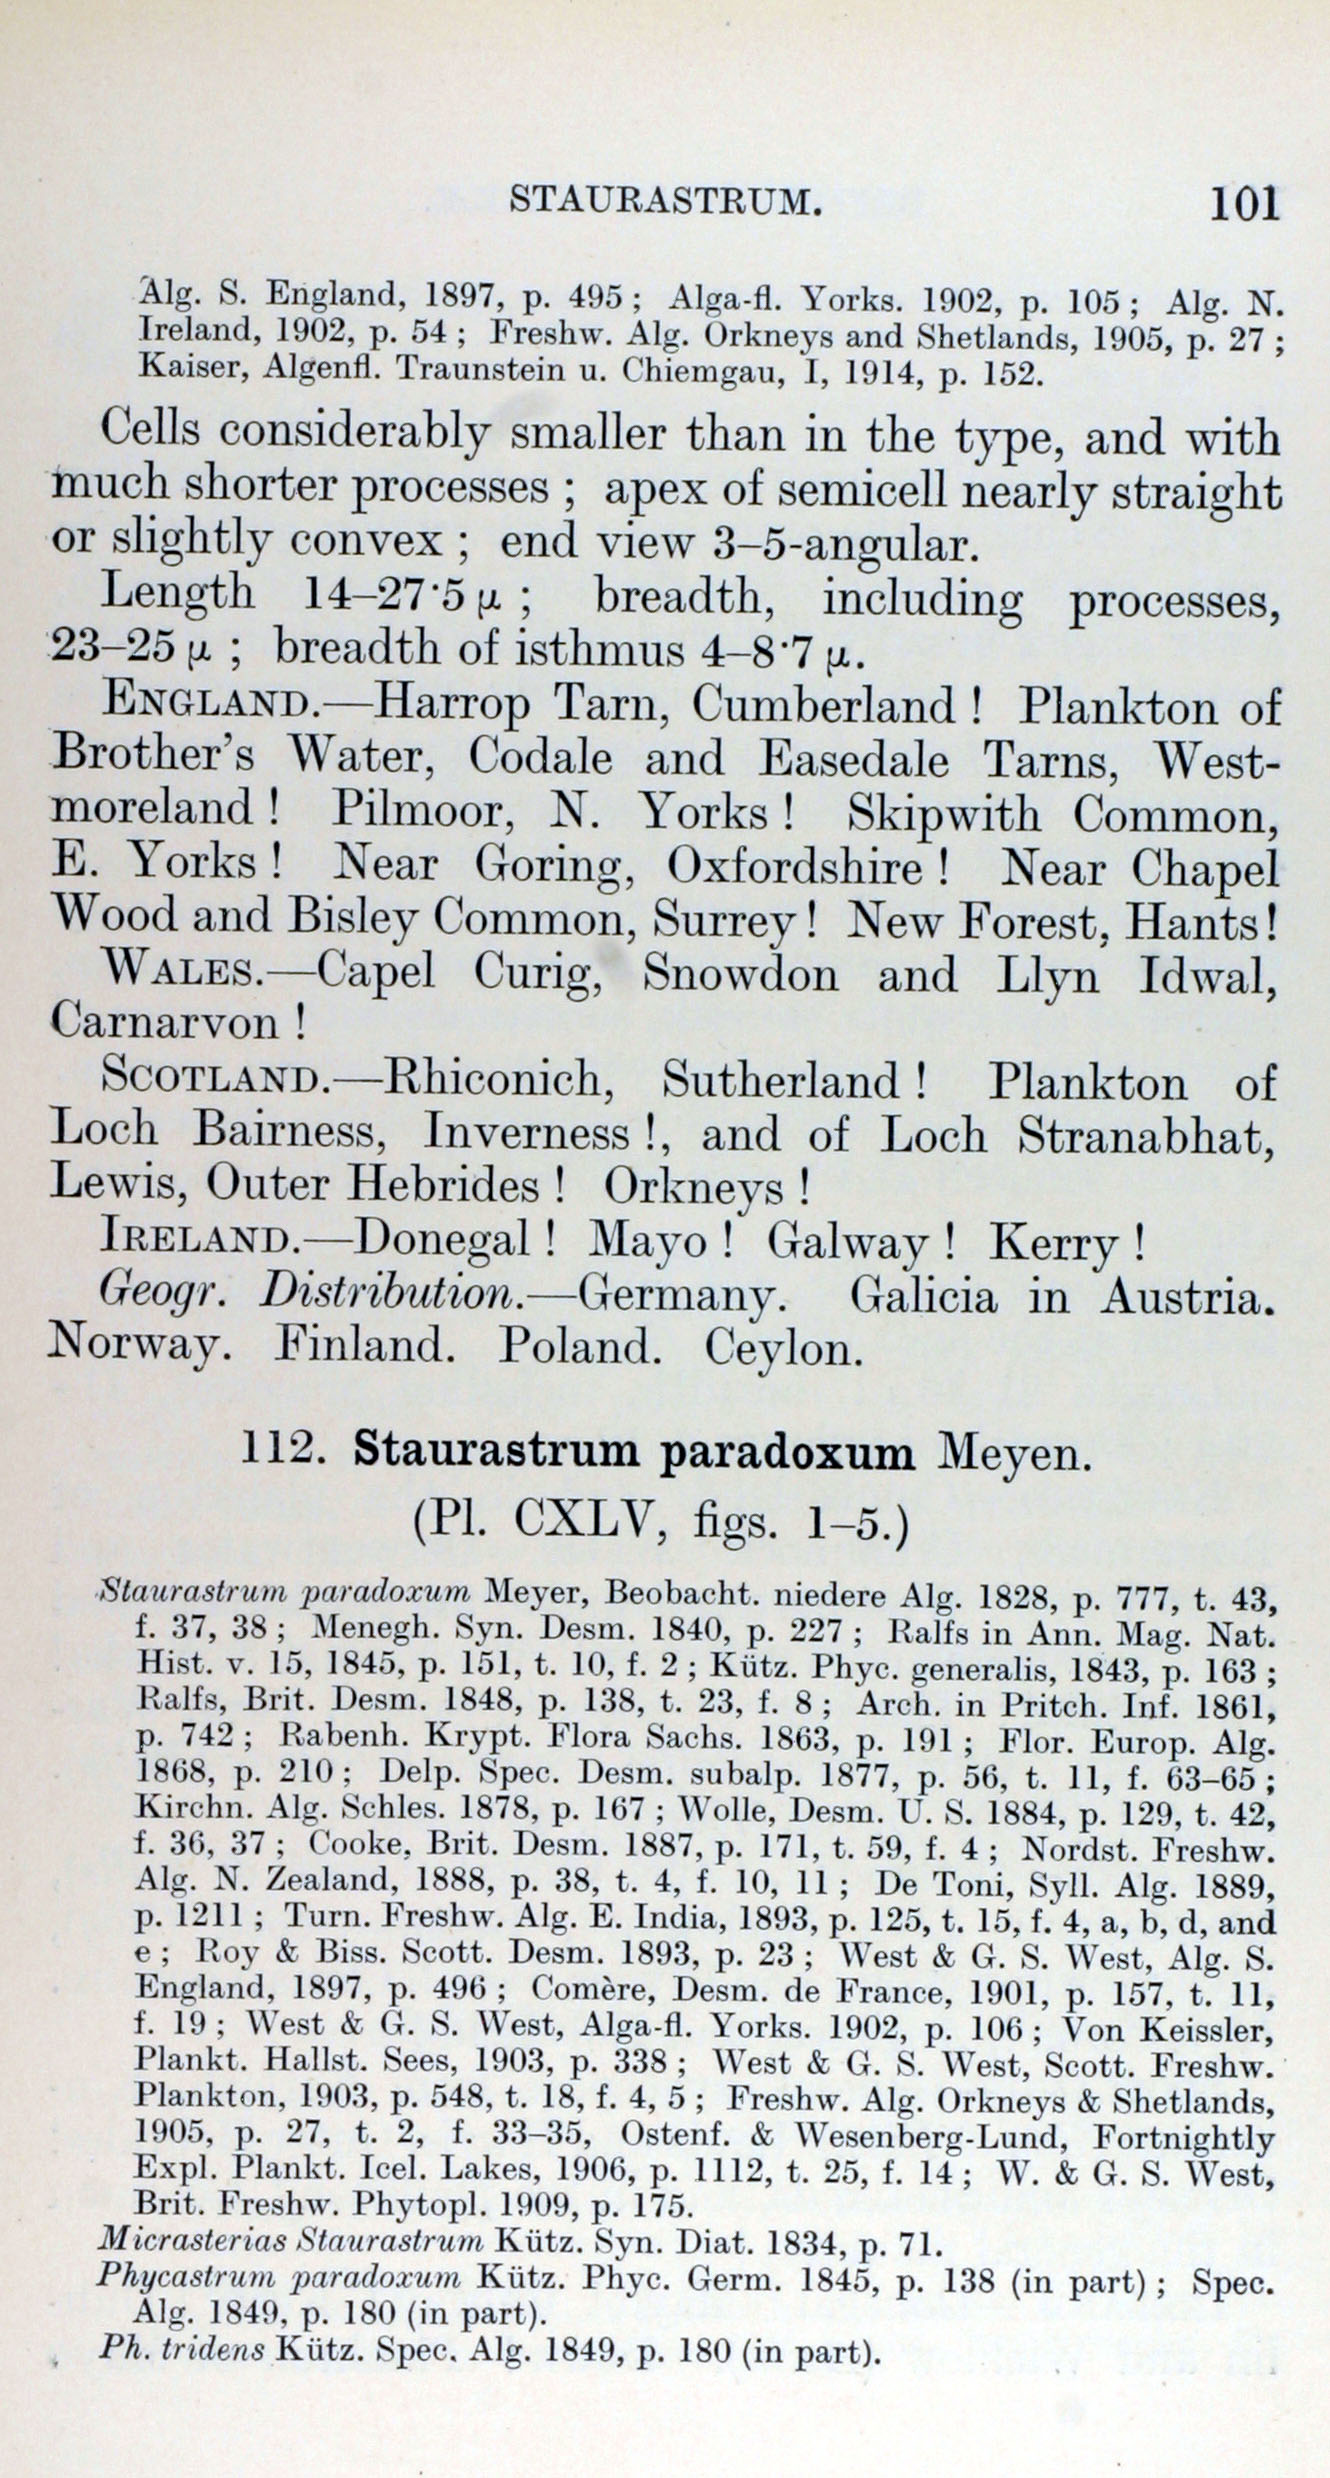 STAURASTRUM. 101
Alg. S. England, 1897, p. 495 ; Alga-fl. Yorks. 1902, p. 105 ; Alg. N.
Ireland, 1902, p. 54 ; Freshw. Alg. Orkneys and Shetlands, 1905, p. 27 ;
Kaiser, Algenfl. Traunstein u. Chiemgau, I, 1914, p. 152.
Cells considerably smaller than in the type, and with
much shorter processes ; apex of semicell nearly straight
or slightly convex ; end view 3–5-angular.
Length 14–27·5 μ ; breadth, including processes,
23–25 μ ; breadth of isthmus 4–8·7 μ.
ENGLAND.—Harrop Tarn, Cumberland ! Plankton of
Brother's Water, Codale and Easedale Tarns, West-
moreland ! Pilmoor, N. Yorks ! Skipwith Common,
E. Yorks ! Near Goring, Oxfordshire ! Near Chapel
Wood and Bisley Common, Surrey ! New Forest, Hants !
WALES.—Capel Curig, Snowdon and Llyn Idwal,
Carnarvon !
SCOTLAND.—Rhiconich, Sutherland ! Plankton of
Loch Bairness, Inverness !, and of Loch Stranabhat,
Lewis, Outer Hebrides ! Orkneys !
IRELAND.—Donegal ! Mayo ! Galway ! Kerry !
Geogr. Distribution.—Germany. Galicia in Austria.
Norway. Finland. Poland. Ceylon.
112. Staurastrum paradoxum Meyen.
(Pl. CXLV, figs. 1–5.)
Staurastrum paradoxum Meyer, Beobacht. niedere Alg. 1828, p. 777, t. 43,
f. 37, 38 ; Menegh. Syn. Desm. 1840, p. 227 ; Ralfs in Ann. Mag. Nat.
Hist. v. 15, 1845, p. 151, t. 10, f. 2 ; Kütz. Phyc. generalis, 1843, p. 163 ;
Ralfs, Brit. Desm. 1848, p. 138, t. 23, f. 8 ; Arch. in Pritch. Inf. 1861,
p. 742 ; Rabenh. Krypt. Flora Sachs. 1863, p. 191 ; Flor. Europ. Alg.
1868, p. 210 ; Delp. Spec. Desm. subalp. 1877, p. 56, t. 11, f. 63–65 ;
Kirchn. Alg. Schles. 1878, p. 167 ; Wolle, Desm. U. S. 1884, p. 129, t. 42,
f. 36, 37 ; Cooke, Brit. Desm. 1887, p. 171, t. 59, f. 4 ; Nordst. Freshw.
Alg. N. Zealand, 1888, p. 38, t. 4, f. 10, 11 ; De Toni, Syll. Alg. 1889,
p. 1211 ; Turn. Freshw. Alg. E. India, 1893, p. 125, t. 15, f. 4, a, b, d, and
e ; Roy & Biss. Scott. Desm. 1893, p. 23 ; West & G. S. West, Alg. S.
England, 1897, p. 496 ; Comère, Desm. de France, 1901, p. 157, t. 11,
f. 19 ; West & G. S. West, Alga-fl. Yorks. 1902, p. 106 ; Von Keissler,
Plankt. Hallst. Sees, 1903, p. 338 ; West & G. S. West, Scott. Freshw.
Plankton, 1903, p. 548, t. 18, f. 4, 5 ; Freshw. Alg. Orkneys & Shetlands,
1905, p. 27, t. 2, f. 33–35, Ostenf. & Wesenberg-Lund, Fortnightly
Expl. Plankt. Icel. Lakes, 1906, p. 1112, t. 25, f. 14 ; W. & G. S. West,
Brit. Freshw. Phytopl. 1909, p. 175.
Micrasterias Staurastrum Kütz. Syn. Diat. 1834, p. 71.
Phycastrum paradoxum Kütz. Phyc. Germ. 1845, p. 138 (in part) ; Spec.
Alg. 1849, p. 180 (in part).
Ph. tridens Kütz. Spec. Alg. 1849, p. 180 (in part).